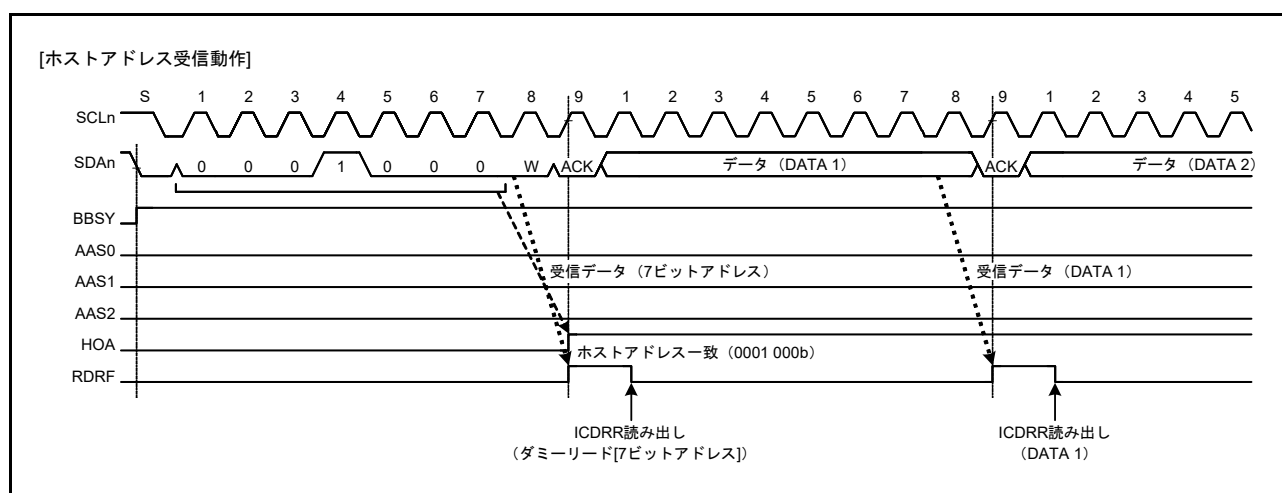 [ホストアドレス受信動作]
S 1 2 3 4 5 6 7 8 9 1 2 3 4 5 6 7 8 9 1 2 3 4 5
SCLn
SDAn 0 0 0 1 0 0 0 W ACK データ（DATA 1） ACK データ（DATA 2）
BBSY
AAS0
受信データ（7ビットアドレス） 受信データ（DATA 1）
AAS1
AAS2
HOA
ホストアドレス一致（0001 000b）
RDRF
ICDRR読み出し ICDRR読み出し
（ダミーリード[7ビットアドレス]） （DATA 1）